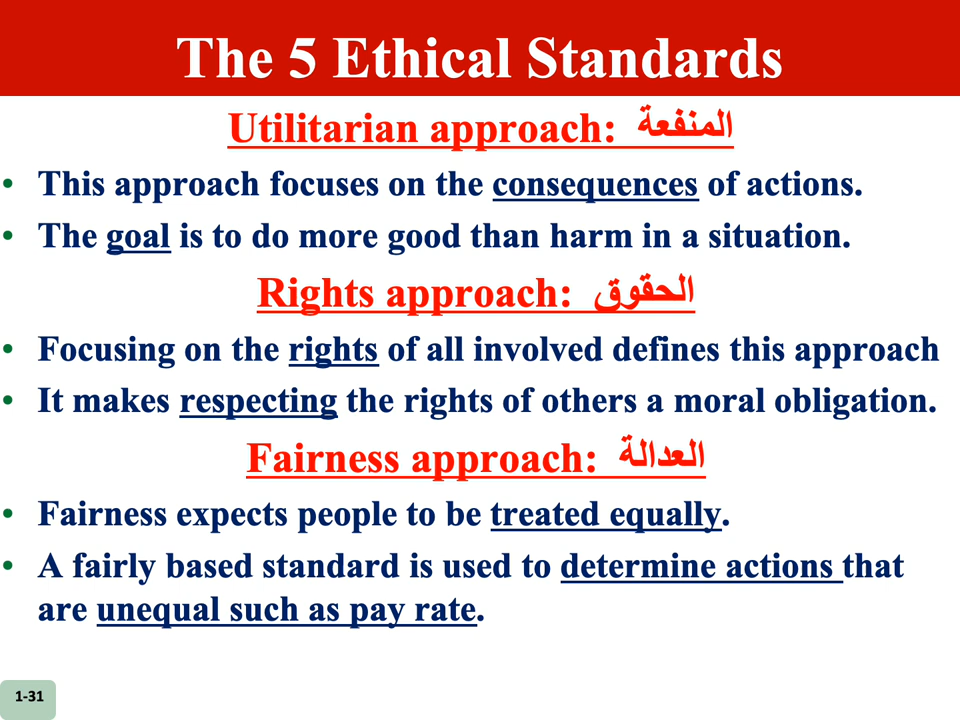 The 5 Ethical Standards
Utilitarian approach: المنفعة
• This approach focuses on the consequences of actions.
• The goal is to do more good than harm in a situation.
Rights approach: الحقوق
• Focusing on the rights of all involved defines this approach
• It makes respecting the rights of others a moral obligation.
Fairness approach: العدالة
• Fairness expects people to be treated equally.
• A fairly based standard is used to determine actions that
are unequal such as pay rate.
1-31